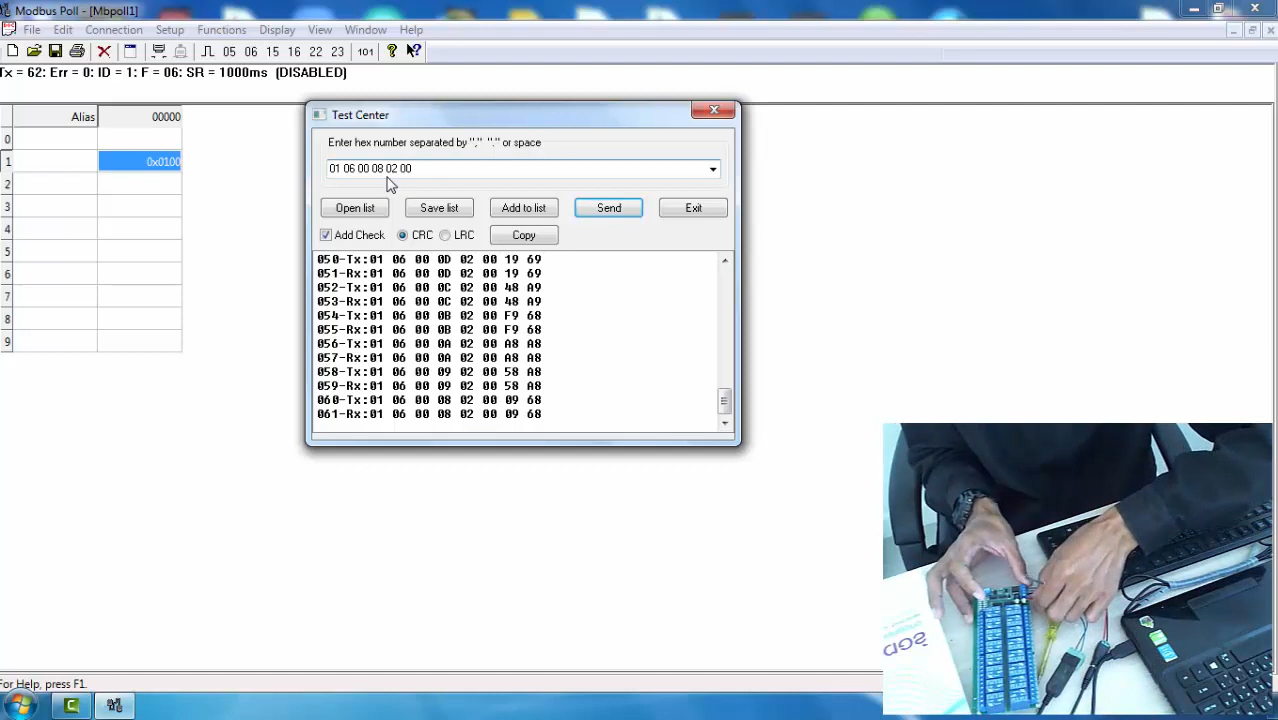 Modbus Poll - [Mbpoll1]
File Edit Connection Setup Functions Display View Window Help
05 06 15 16 22 23 101
Tx = 62: Err = 0: ID = 1: F = 06: SR = 1000ms (DISABLED)
Alias 00000
0
1 0x0100
2
3
4
5
6
7
8
9
Test Center
Enter hex number separated by "," "." or space
01 06 00 08 02 00
Open list Save list Add to list Send Exit
Add Check CRC LRC Copy
050-Tx:01 06 00 0D 02 00 19 69
051-Rx:01 06 00 0D 02 00 19 69
052-Tx:01 06 00 0C 02 00 48 A9
053-Rx:01 06 00 0C 02 00 48 A9
054-Tx:01 06 00 0B 02 00 F9 68
055-Rx:01 06 00 0B 02 00 F9 68
056-Tx:01 06 00 0A 02 00 A8 A8
057-Rx:01 06 00 0A 02 00 A8 A8
058-Tx:01 06 00 09 02 00 58 A8
059-Rx:01 06 00 09 02 00 58 A8
060-Tx:01 06 00 08 02 00 09 68
061-Rx:01 06 00 08 02 00 09 68
For Help, press F1.